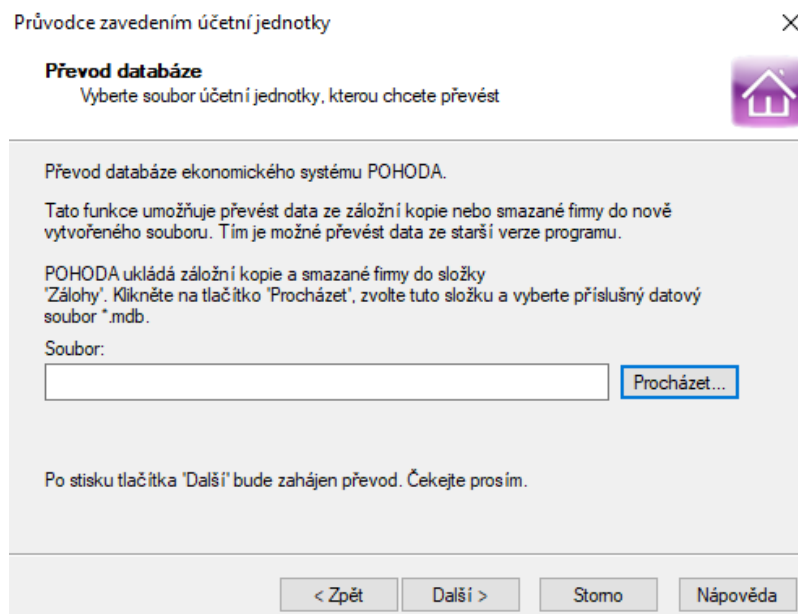 Průvodce zavedením účetní jednotky
Převod databáze
Vyberte soubor účetní jednotky, kterou chcete převést
Převod databáze ekonomického systému POHODA.
Tato funkce umožňuje převést data ze záložní kopie nebo smazané firmy do nově
vytvořeného souboru. Tím je možné převést data ze starší verze programu.
POHODA ukládá záložní kopie a smazané firmy do složky
'Zálohy'. Klikněte na tlačítko 'Procházet', zvolte tuto složku a vyberte příslušný datový
soubor *.mdb.
Soubor:
Procházet...
Po stisku tlačítka 'Další' bude zahájen převod. Čekejte prosím.
< Zpět
Další >
Storno
Nápověda